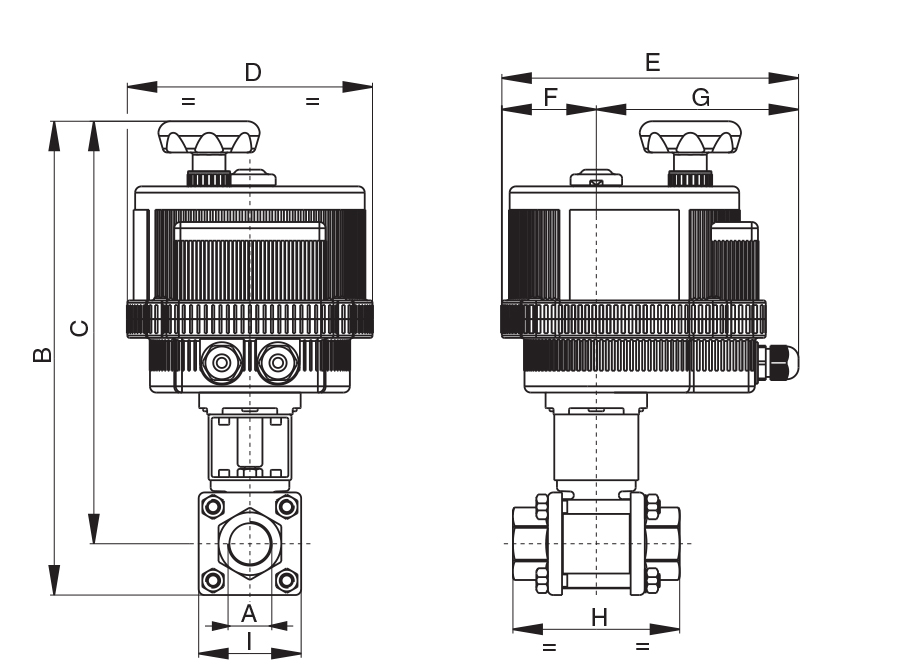 D
= =
E
F G
B
C
A
I
H
= =